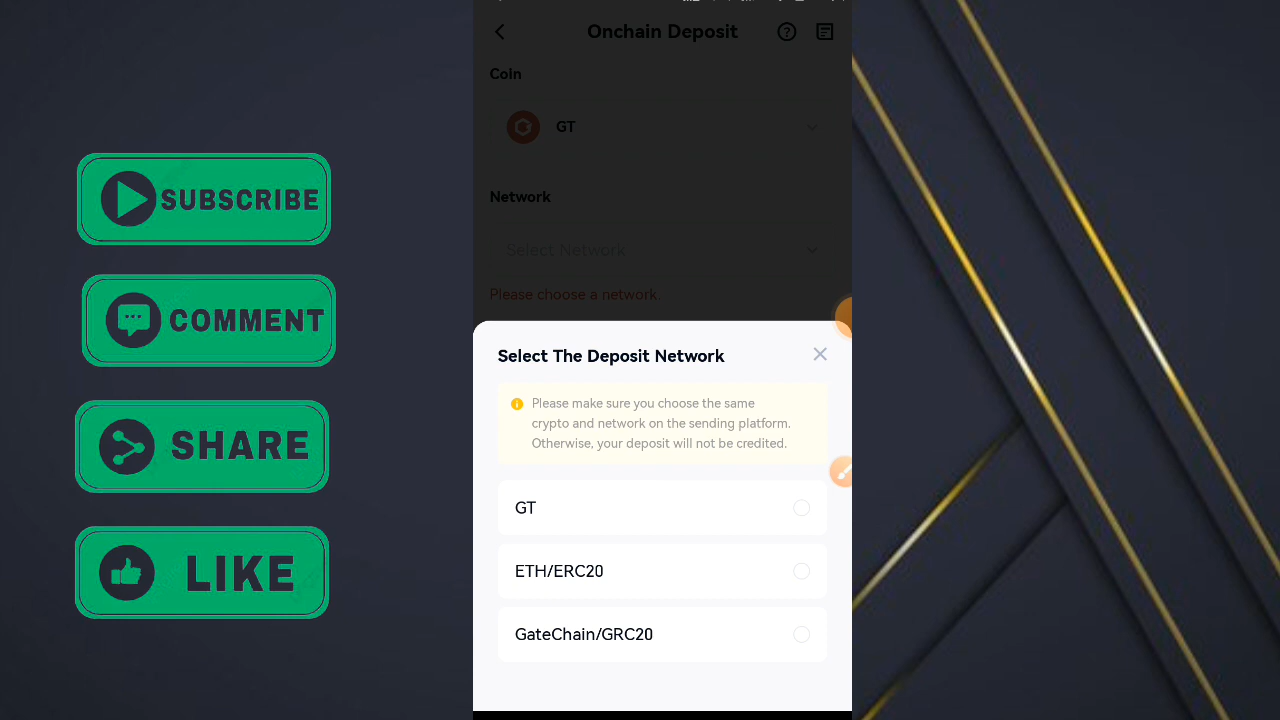 SUBSCRIBE
COMMENT
SHARE
LIKE
Onchain Deposit
Coin
GT
Network
Select Network
Please choose a network.
Select The Deposit Network
Please make sure you choose the same
crypto and network on the sending platform.
Otherwise, your deposit will not be credited.
GT
ETH/ERC20
GateChain/GRC20